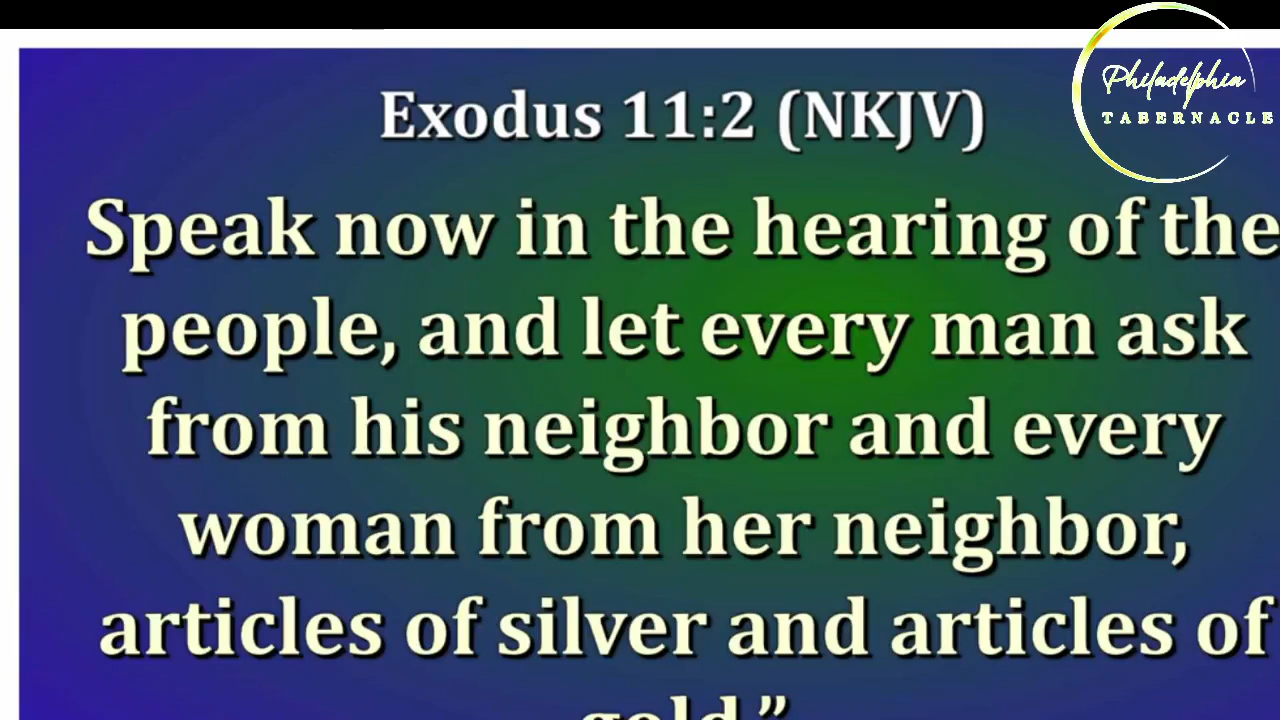 Philadelphia
TABERNACLE
Exodus 11:2 (NKJV)
Speak now in the hearing of the
people, and let every man ask
from his neighbor and every
woman from her neighbor,
articles of silver and articles of
gold.”